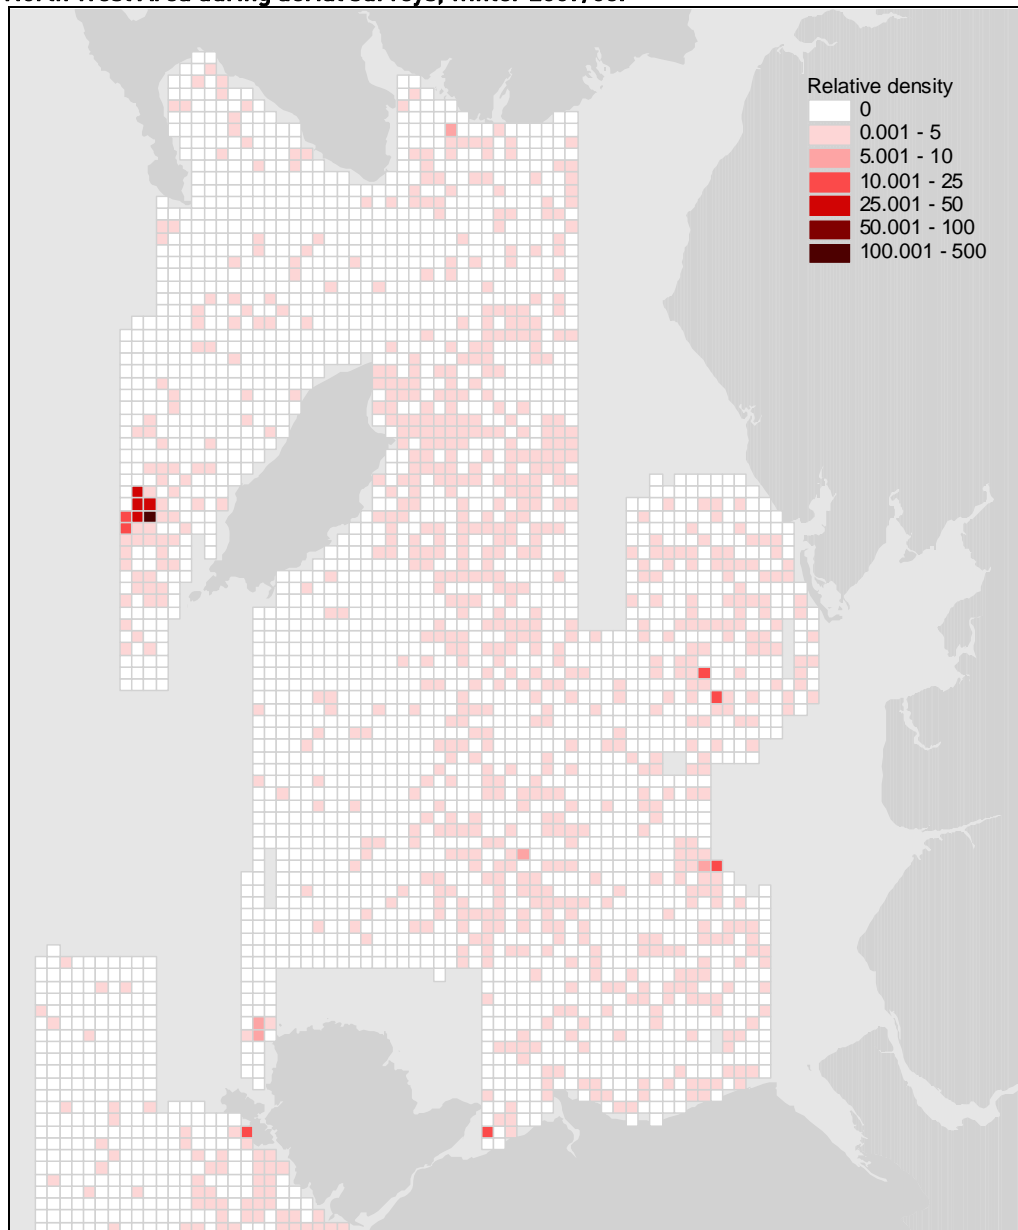 North West Area during aerial surveys, winter 2007/08.
Relative density
0
0.001 - 5
5.001 - 10
10.001 - 25
25.001 - 50
50.001 - 100
100.001 - 500